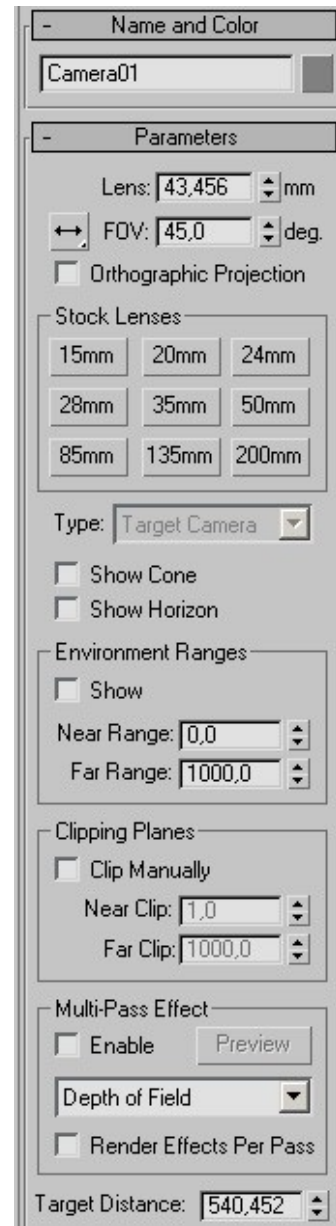 - Name and Color
Camera01
- Parameters
Lens: 43,456 mm
FOV: 45,0 deg.
Orthographic Projection
Stock Lenses
15mm 20mm 24mm
28mm 35mm 50mm
85mm 135mm 200mm
Type: Target Camera
Show Cone
Show Horizon
Environment Ranges
Show
Near Range: 0,0
Far Range: 1000,0
Clipping Planes
Clip Manually
Near Clip: 1,0
Far Clip: 1000,0
Multi-Pass Effect
Enable Preview
Depth of Field
Render Effects Per Pass
Target Distance: 540,452